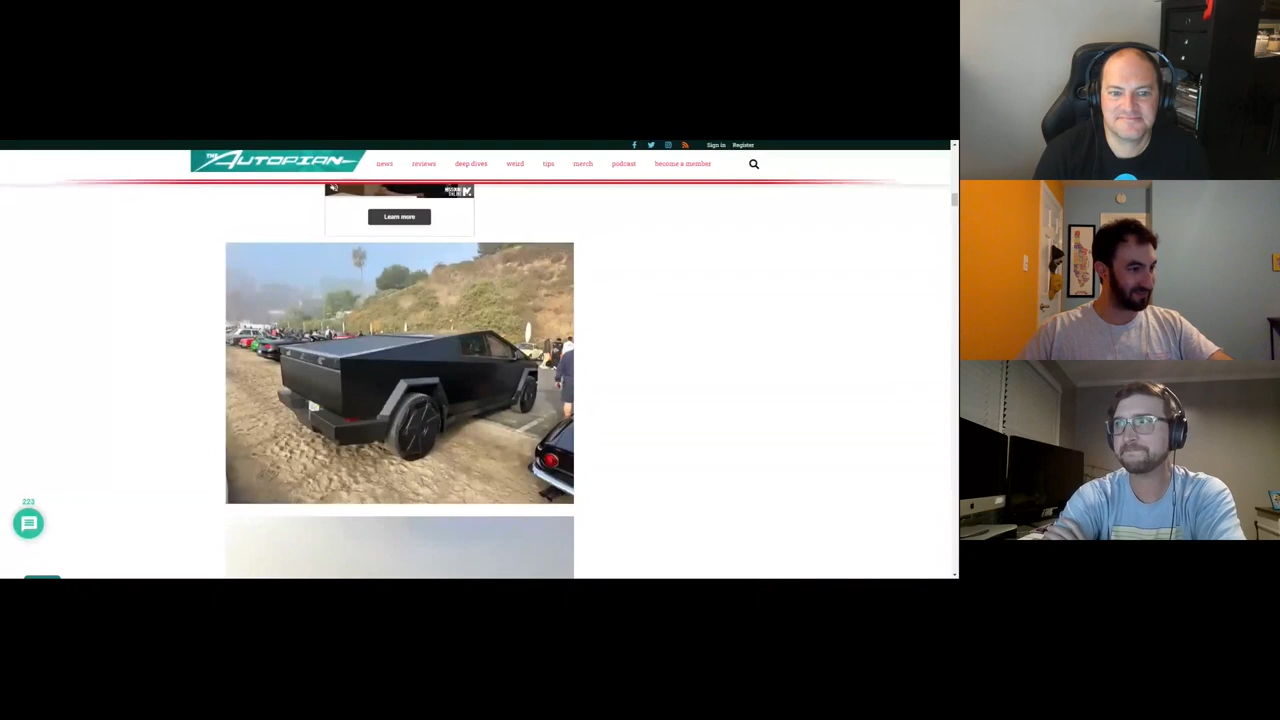 Sign in Register
THE AUTOPIAN
news reviews deep dives weird tips merch podcast become a member
Learn more
223